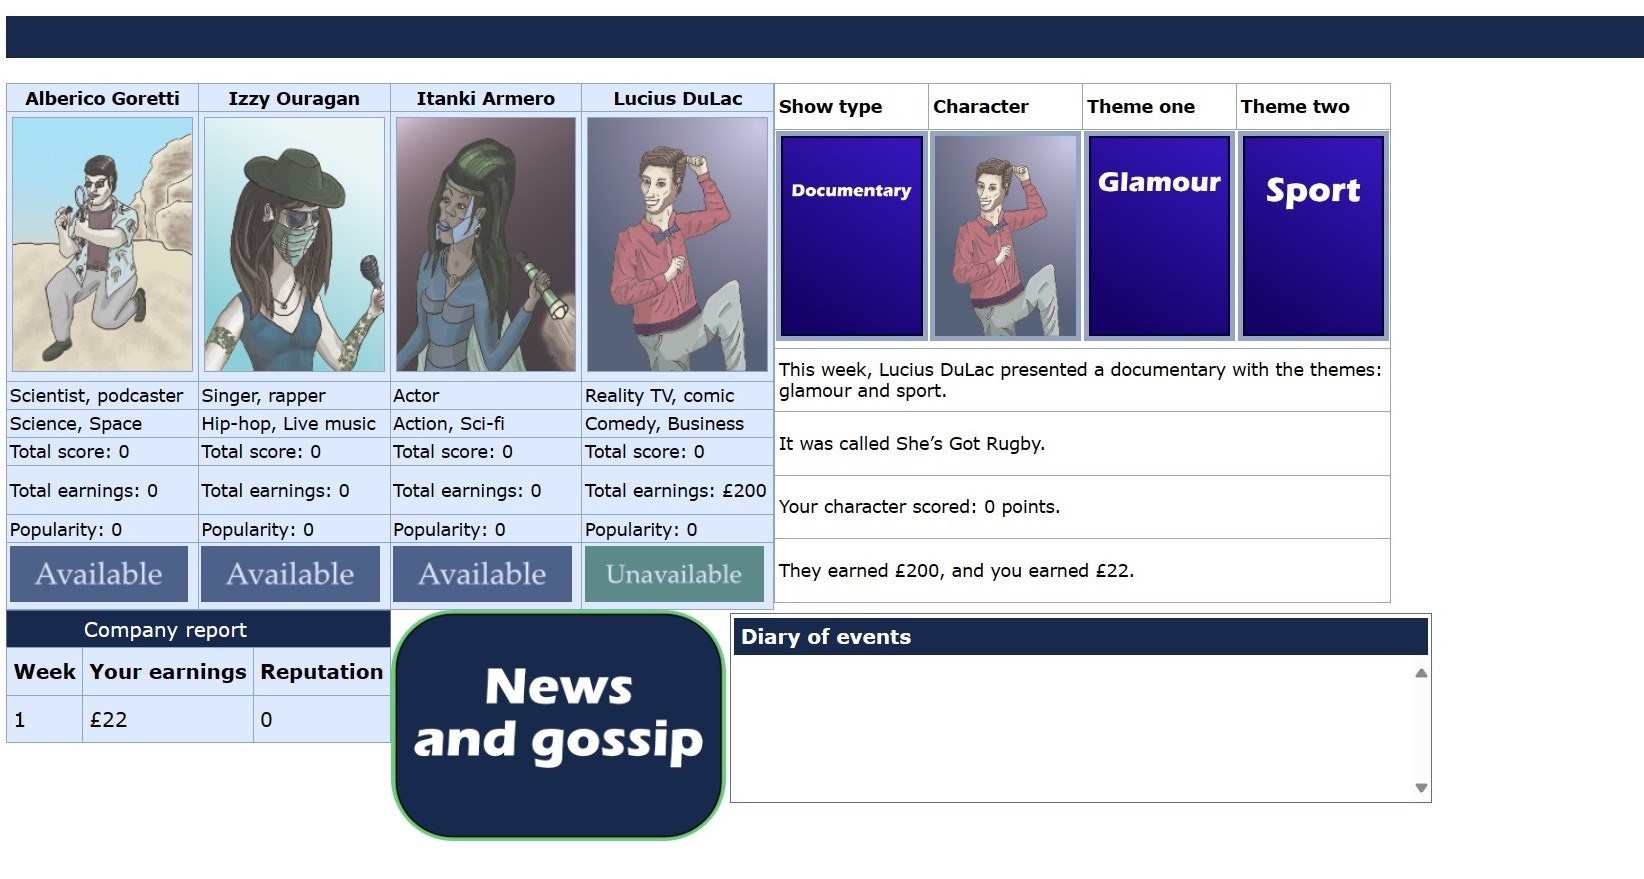 Alberico Goretti
Izzy Ouragan
Itanki Armero
Lucius DuLac
Scientist, podcaster
Singer, rapper
Actor
Reality TV, comic
Science, Space
Hip-hop, Live music
Action, Sci-fi
Comedy, Business
Total score: 0
Total score: 0
Total score: 0
Total score: 0
Total earnings: 0
Total earnings: 0
Total earnings: 0
Total earnings: £200
Popularity: 0
Popularity: 0
Popularity: 0
Popularity: 0
Available
Available
Available
Unavailable
Show type
Character
Theme one
Theme two
Documentary
Glamour
Sport
This week, Lucius DuLac presented a documentary with the themes:
glamour and sport.
It was called She’s Got Rugby.
Your character scored: 0 points.
They earned £200, and you earned £22.
Company report
Week
Your earnings
Reputation
1
£22
0
News
and gossip
Diary of events